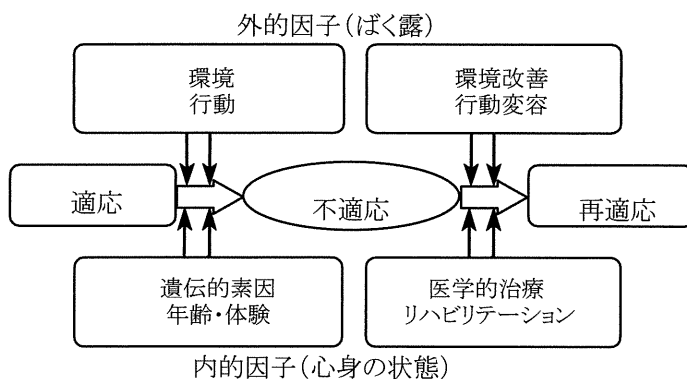 外的因子(ばく露)
環境
行動
環境改善
行動変容
適応
不適応
再適応
遺伝的素因
年齢・体験
医学的治療
リハビリテーション
内的因子(心身の状態)